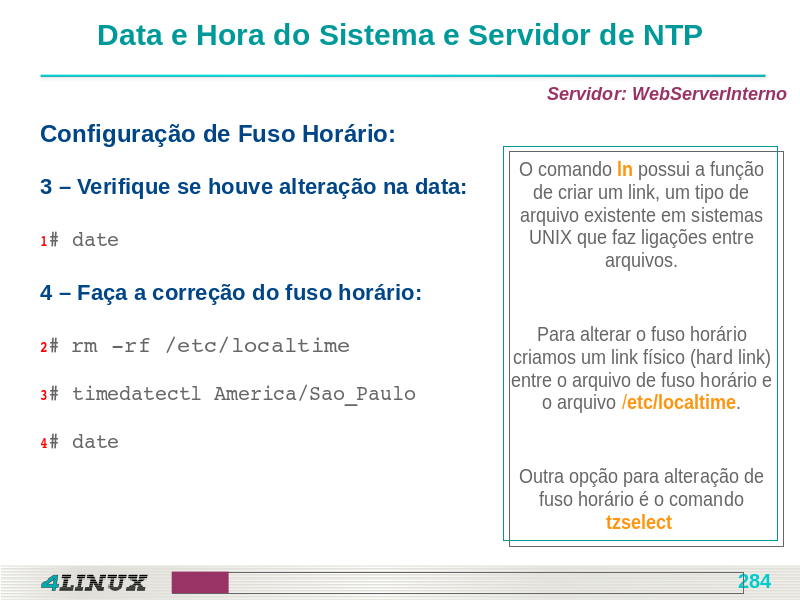 Data e Hora do Sistema e Servidor de NTP
Servidor: WebServerInterno
Configuração de Fuso Horário:
3 – Verifique se houve alteração na data:
1# date
4 – Faça a correção do fuso horário:
2# rm –rf /etc/localtime
3# timedatectl America/Sao_Paulo
4# date
O comando ln possui a função
de criar um link, um tipo de
arquivo existente em sistemas
UNIX que faz ligações entre
arquivos.
Para alterar o fuso horário
criamos um link físico (hard link)
entre o arquivo de fuso horário e
o arquivo /etc/localtime.
Outra opção para alteração de
fuso horário é o comando
tzselect
4LINUX
284